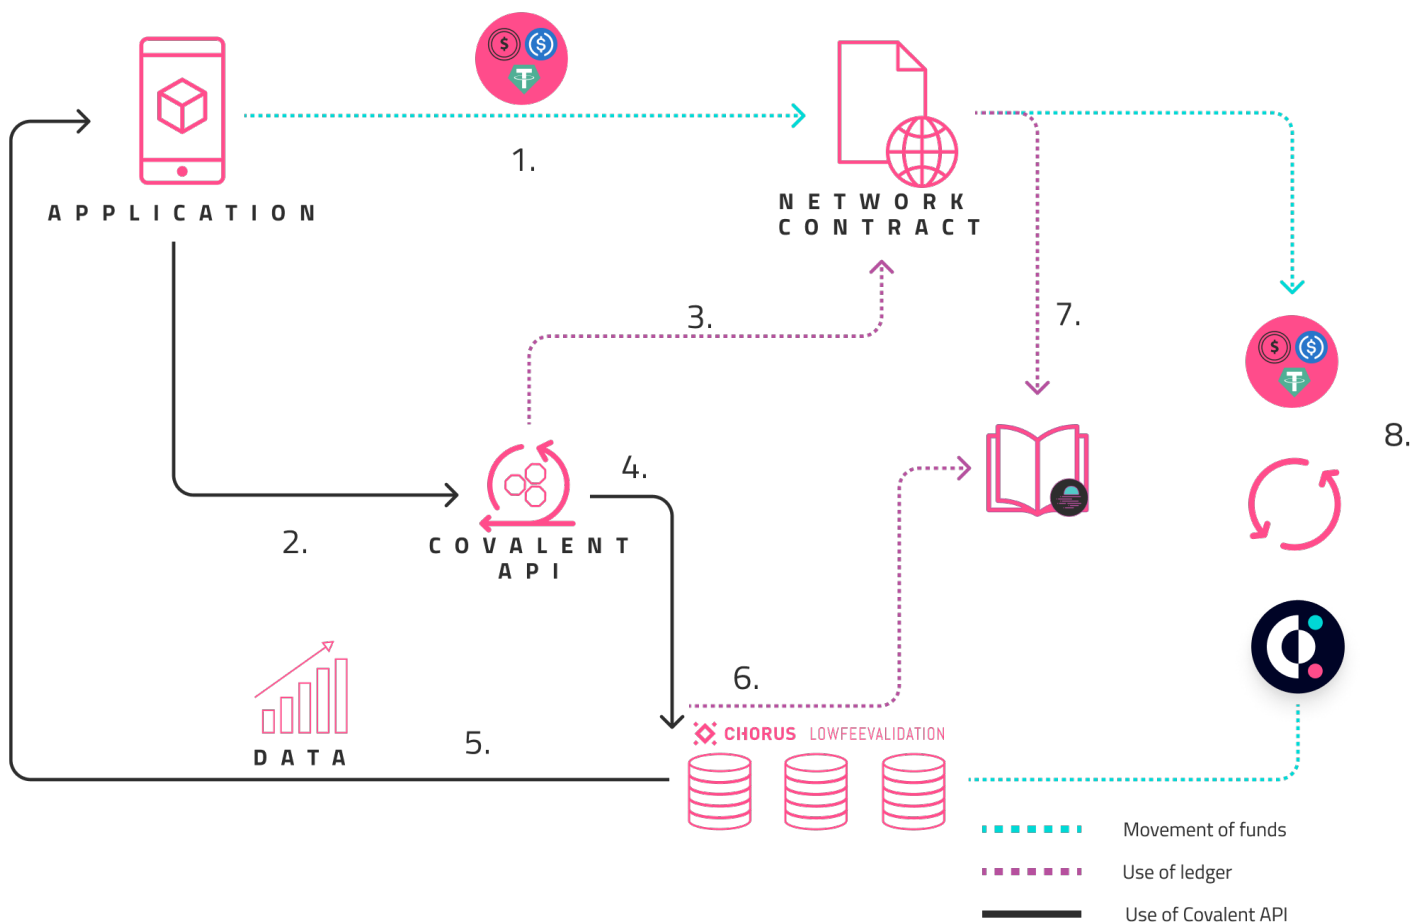 1.
APPLICATION
NETWORK
CONTRACT
3.
7.
8.
4.
2.
COVALENT
API
6.
CHORUS LOWFEEVALIDATION
5.
DATA
Movement of funds
Use of ledger
Use of Covalent API